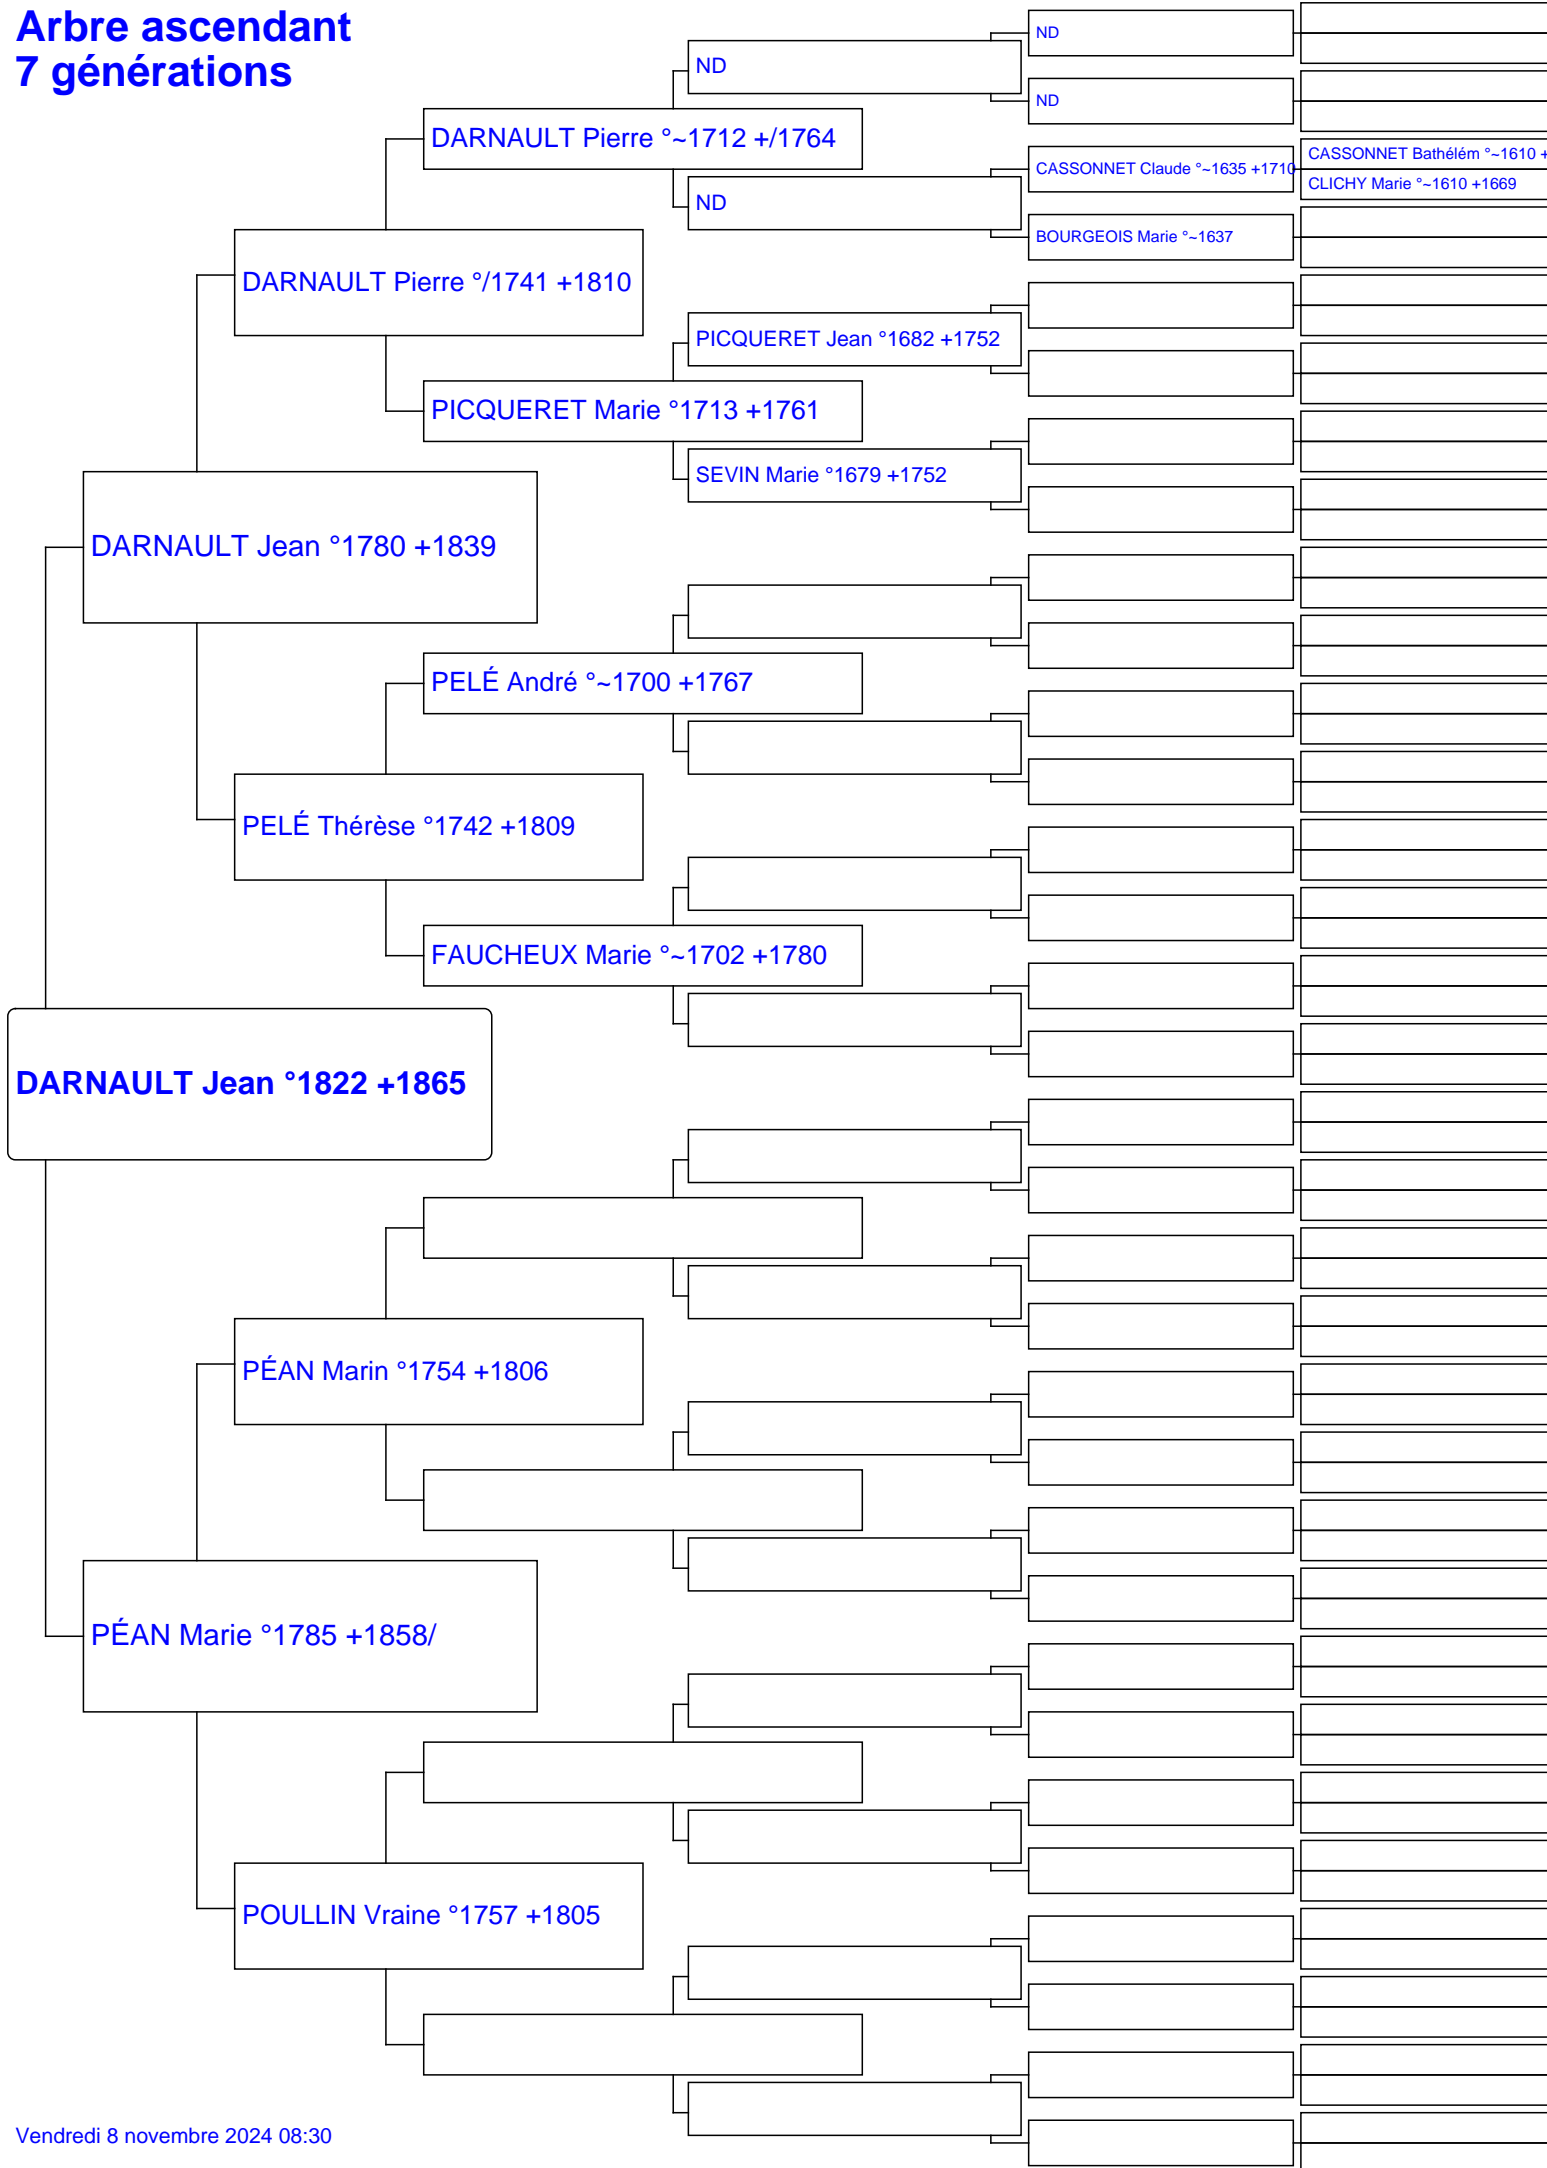 Arbre ascendant
7 générations
ND
ND
ND
DARNAULT Pierre °~1712 +/1764
CASSONNET Claude °~1635 +1710
CASSONNET Bathélém °~1610 +
CLICHY Marie °~1610 +1669
ND
BOURGEOIS Marie °~1637
DARNAULT Pierre °/1741 +1810
PICQUERET Jean °1682 +1752
PICQUERET Marie °1713 +1761
SEVIN Marie °1679 +1752
DARNAULT Jean °1780 +1839
PELÉ André °~1700 +1767
PELÉ Thérèse °1742 +1809
FAUCHEUX Marie °~1702 +1780
DARNAULT Jean °1822 +1865
PÉAN Marin °1754 +1806
PÉAN Marie °1785 +1858/
POULLIN Vraine °1757 +1805
Vendredi 8 novembre 2024 08:30